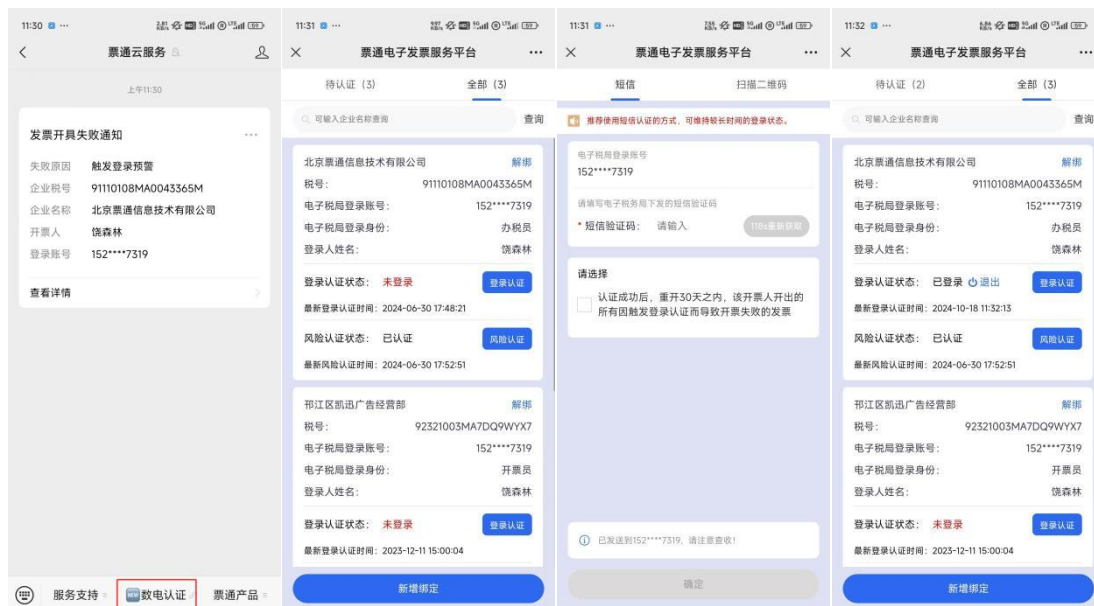 11:30 ···
票通云服务
上午11:30
发票开具失败通知
失败原因 触发登录预警
企业税号 91110108MA0043365M
企业名称 北京票通信息技术有限公司
开票人 饶森林
登录账号 152****7319
查看详情
服务支持
数电认证
票通产品
11:31 ···
票通电子发票服务平台
待认证（3） 全部（3）
可输入企业名称查询 查询
北京票通信息技术有限公司 解绑
税号： 91110108MA0043365M
电子税局登录账号： 152****7319
电子税局登录身份： 办税员
登录人姓名： 饶森林
登录认证状态： 未登录 登录认证
最新登录认证时间：2024-06-30 17:48:21
风险认证状态： 已认证 风险认证
最新风险认证时间：2024-06-30 17:52:51
邗江区凯迅广告经营部 解绑
税号： 92321003MA7DQ9WYX7
电子税局登录账号： 152****7319
电子税局登录身份： 开票员
登录人姓名： 饶森林
登录认证状态： 未登录 登录认证
最新登录认证时间：2023-12-11 15:00:04
新增绑定
11:31 ···
票通电子发票服务平台
短信 扫描二维码
推荐使用短信认证的方式，可维持较长时间的登录状态。
电子税局登录账号
152****7319
请填写电子税务局下发的短信验证码
*短信验证码： 请输入 118s重新获取
请选择
认证成功后，重开30天之内，该开票人开出的
所有因触发登录认证而导致开票失败的发票
已发送到152****7319，请注意查收！
确定
11:32 ···
票通电子发票服务平台
待认证（2） 全部（3）
可输入企业名称查询 查询
北京票通信息技术有限公司 解绑
税号： 91110108MA0043365M
电子税局登录账号： 152****7319
电子税局登录身份： 办税员
登录人姓名： 饶森林
登录认证状态： 已登录 退出 登录认证
最新登录认证时间：2024-10-18 11:32:13
风险认证状态： 已认证 风险认证
最新风险认证时间：2024-06-30 17:52:51
邗江区凯迅广告经营部 解绑
税号： 92321003MA7DQ9WYX7
电子税局登录账号： 152****7319
电子税局登录身份： 开票员
登录人姓名： 饶森林
登录认证状态： 未登录 登录认证
最新登录认证时间：2023-12-11 15:00:04
新增绑定